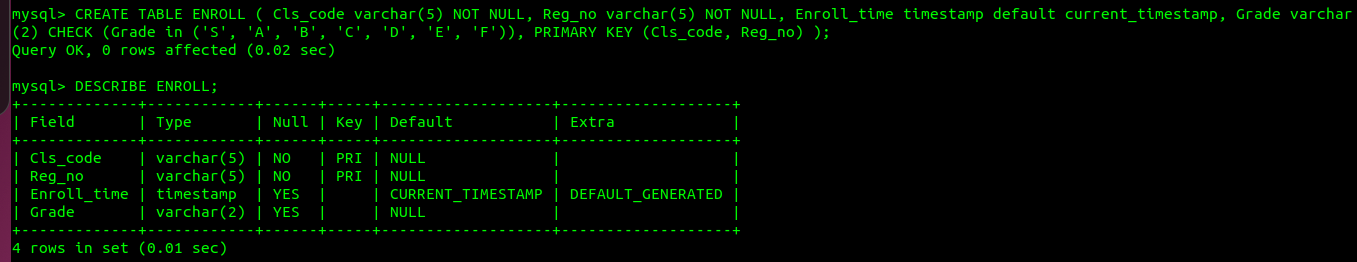 mysql> CREATE TABLE ENROLL ( Cls_code varchar(5) NOT NULL, Reg_no varchar(5) NOT NULL, Enroll_time timestamp default current_timestamp, Grade varchar
(2) CHECK (Grade in ('S', 'A', 'B', 'C', 'D', 'E', 'F')), PRIMARY KEY (Cls_code, Reg_no) );
Query OK, 0 rows affected (0.02 sec)

mysql> DESCRIBE ENROLL;
+-------------+------------+------+-----+-------------------+-------------------+
| Field       | Type       | Null | Key | Default           | Extra             |
+-------------+------------+------+-----+-------------------+-------------------+
| Cls_code    | varchar(5) | NO   | PRI | NULL              |                   |
| Reg_no      | varchar(5) | NO   | PRI | NULL              |                   |
| Enroll_time | timestamp  | YES  |     | CURRENT_TIMESTAMP | DEFAULT_GENERATED |
| Grade       | varchar(2) | YES  |     | NULL              |                   |
+-------------+------------+------+-----+-------------------+-------------------+
4 rows in set (0.01 sec)